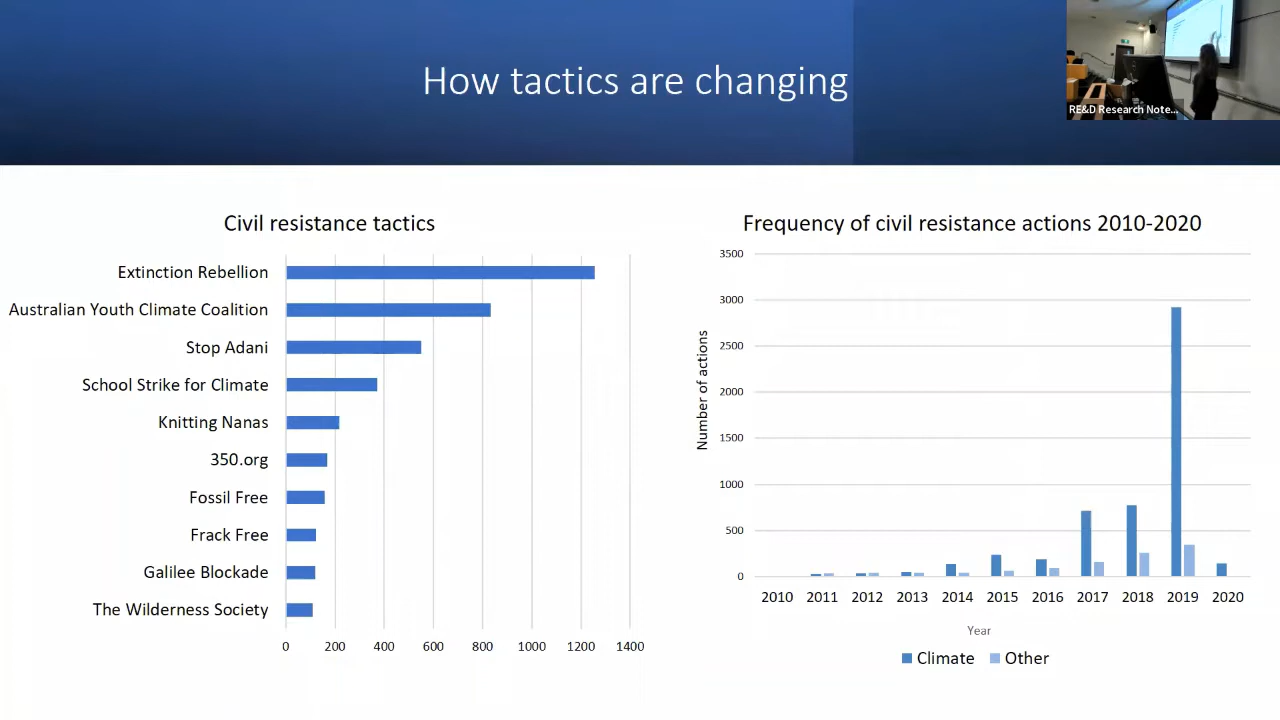 How tactics are changing
RE&D Research Note...
Civil resistance tactics
Extinction Rebellion
Australian Youth Climate Coalition
Stop Adani
School Strike for Climate
Knitting Nanas
350.org
Fossil Free
Frack Free
Galilee Blockade
The Wilderness Society
0 200 400 600 800 1000 1200 1400
Frequency of civil resistance actions 2010-2020
Number of actions
3500
3000
2500
2000
1500
1000
500
0
2010 2011 2012 2013 2014 2015 2016 2017 2018 2019 2020
Year
Climate Other